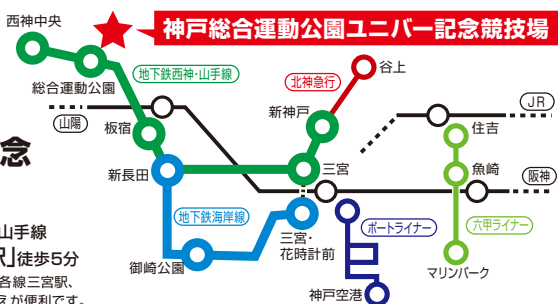 西神中央
神戸総合運動公園ユニバー記念競技場
地下鉄西神・山手線
谷上
北神急行
総合運動公園
新神戸
JR
山陽
板宿
住吉
念
新長田
三宮
魚崎
阪神
地下鉄海岸線
ポートライナー
六甲ライナー
山手線
三宮・
花時計前
駅」徒歩5分
御崎公園
マリンパーク
各線三宮駅、
神戸空港
えが便利です。